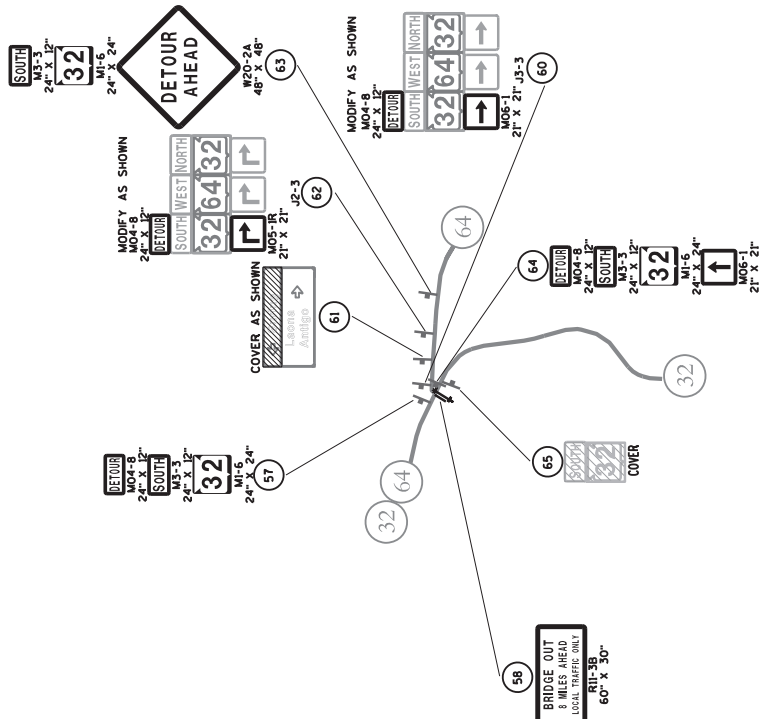 SOUTH
M3-3
24" X 12"
32
M1-6
24" X 24"
DETOUR
AHEAD
W20-2A
48" X 48"
63
MODIFY AS SHOWN
M04-8
24" X 12"
DETOUR
SOUTH WEST NORTH
32 64 32
M05-1R
21" X 21"
J2-3
62
COVER AS SHOWN
Laona
Antigo
61
MODIFY AS SHOWN
M04-8
24" X 12"
DETOUR
SOUTH WEST NORTH
32 64 32
M06-1
21" X 21"
J3-3
60
64
64
DETOUR
M04-8
24" X 12"
SOUTH
M3-3
24" X 12"
32
M1-6
24" X 24"
M06-1
21" X 21"
32
DETOUR
M04-8
24" X 12"
SOUTH
M3-3
24" X 12"
32
M1-6
24" X 24"
57
64
32
65
SOUTH
32
COVER
58
BRIDGE OUT
8 MILES AHEAD
LOCAL TRAFFIC ONLY
R11-3B
60" X 30"